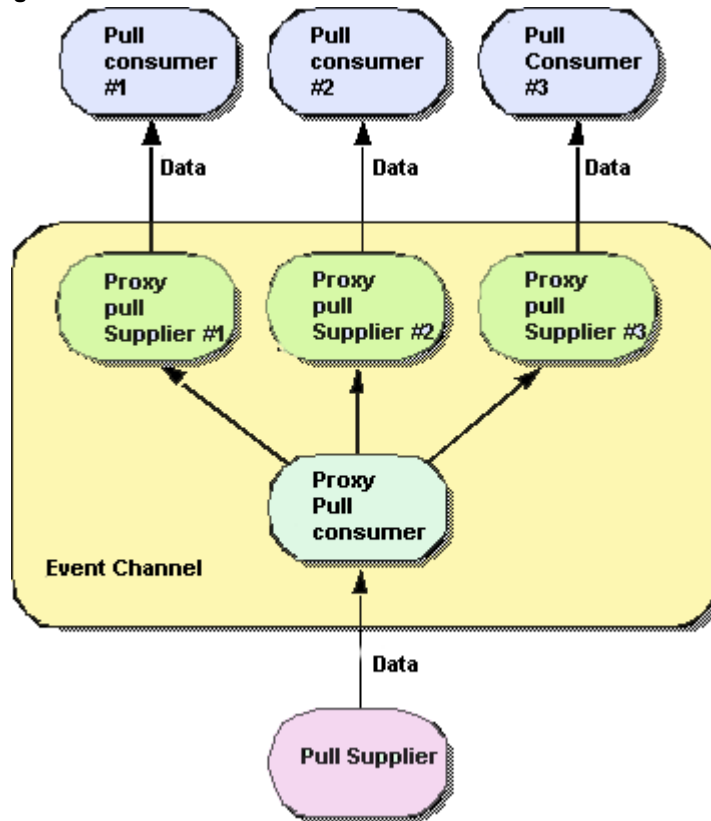 g
Pull
consumer
#1
Pull
consumer
#2
Pull
Consumer
#3
Data
Data
Data
Proxy
pull
Supplier #1
Proxy
pull
Supplier #2
Proxy
pull
Supplier #3
Proxy
Pull
consumer
Event Channel
Data
Pull Supplier